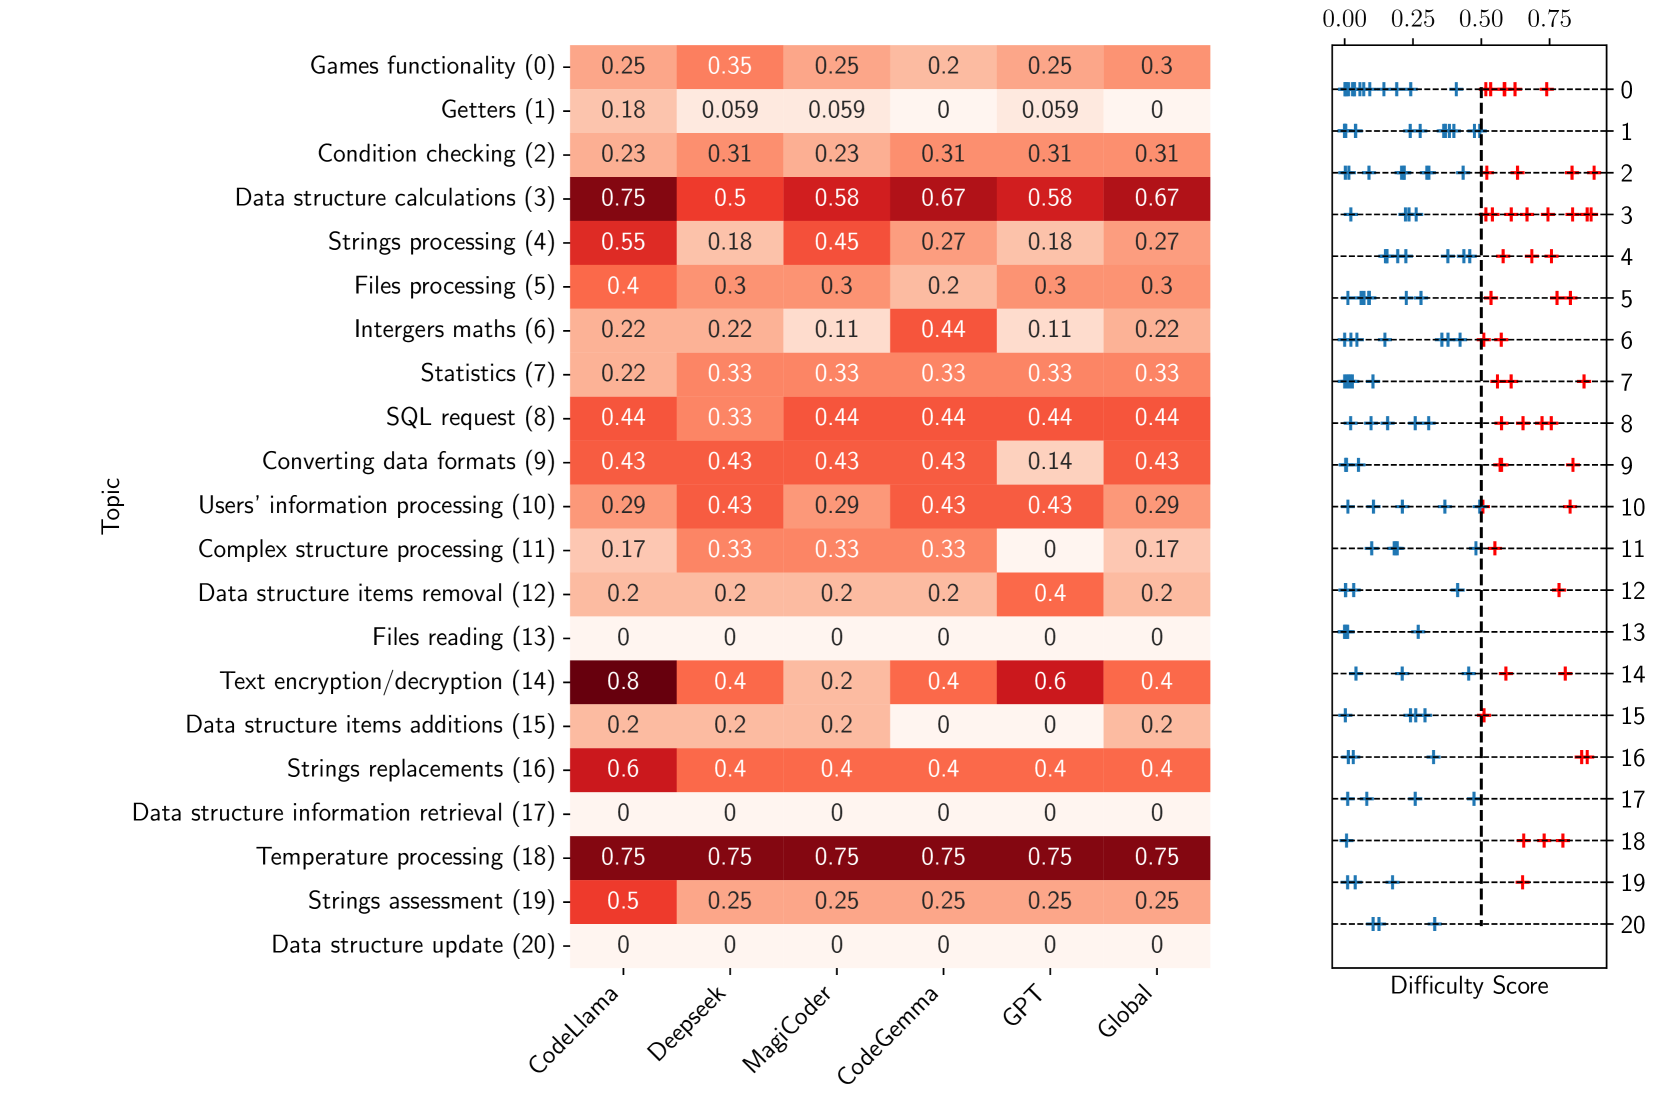 0.00 0.25 0.50 0.75
Games functionality (0) 0.25 0.35 0.25 0.2 0.25 0.3 0
Getters (1) 0.18 0.059 0.059 0 0.059 0 1
Condition checking (2) 0.23 0.31 0.23 0.31 0.31 0.31 2
Data structure calculations (3) 0.75 0.5 0.58 0.67 0.58 0.67 3
Strings processing (4) 0.55 0.18 0.45 0.27 0.18 0.27 4
Files processing (5) 0.4 0.3 0.3 0.2 0.3 0.3 5
Intergers maths (6) 0.22 0.22 0.11 0.44 0.11 0.22 6
Statistics (7) 0.22 0.33 0.33 0.33 0.33 0.33 7
SQL request (8) 0.44 0.33 0.44 0.44 0.44 0.44 8
Converting data formats (9) 0.43 0.43 0.43 0.43 0.14 0.43 9
Topic
Users' information processing (10) 0.29 0.43 0.29 0.43 0.43 0.29 10
Complex structure processing (11) 0.17 0.33 0.33 0.33 0 0.17 11
Data structure items removal (12) 0.2 0.2 0.2 0.2 0.4 0.2 12
Files reading (13) 0 0 0 0 0 0 13
Text encryption/decryption (14) 0.8 0.4 0.2 0.4 0.6 0.4 14
Data structure items additions (15) 0.2 0.2 0.2 0 0 0.2 15
Strings replacements (16) 0.6 0.4 0.4 0.4 0.4 0.4 16
Data structure information retrieval (17) 0 0 0 0 0 0 17
Temperature processing (18) 0.75 0.75 0.75 0.75 0.75 0.75 18
Strings assessment (19) 0.5 0.25 0.25 0.25 0.25 0.25 19
Data structure update (20) 0 0 0 0 0 0 20
CodeLlama Deepseek MagiCoder CodeGemma GPT Global
Difficulty Score